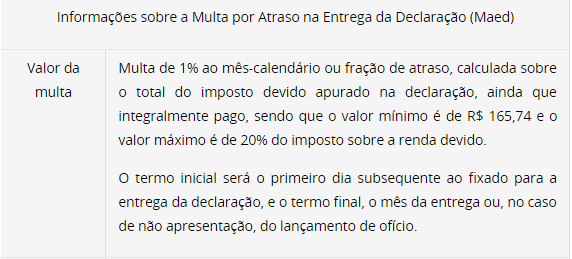 Informações sobre a Multa por Atraso na Entrega da Declaração (Maed)
Valor da
multa
Multa de 1% ao mês-calendário ou fração de atraso, calculada sobre
o total do imposto devido apurado na declaração, ainda que
integralmente pago, sendo que o valor mínimo é de R$ 165,74 e o
valor máximo é de 20% do imposto sobre a renda devido.
O termo inicial será o primeiro dia subsequente ao fixado para a
entrega da declaração, e o termo final, o mês da entrega ou, no caso
de não apresentação, do lançamento de ofício.